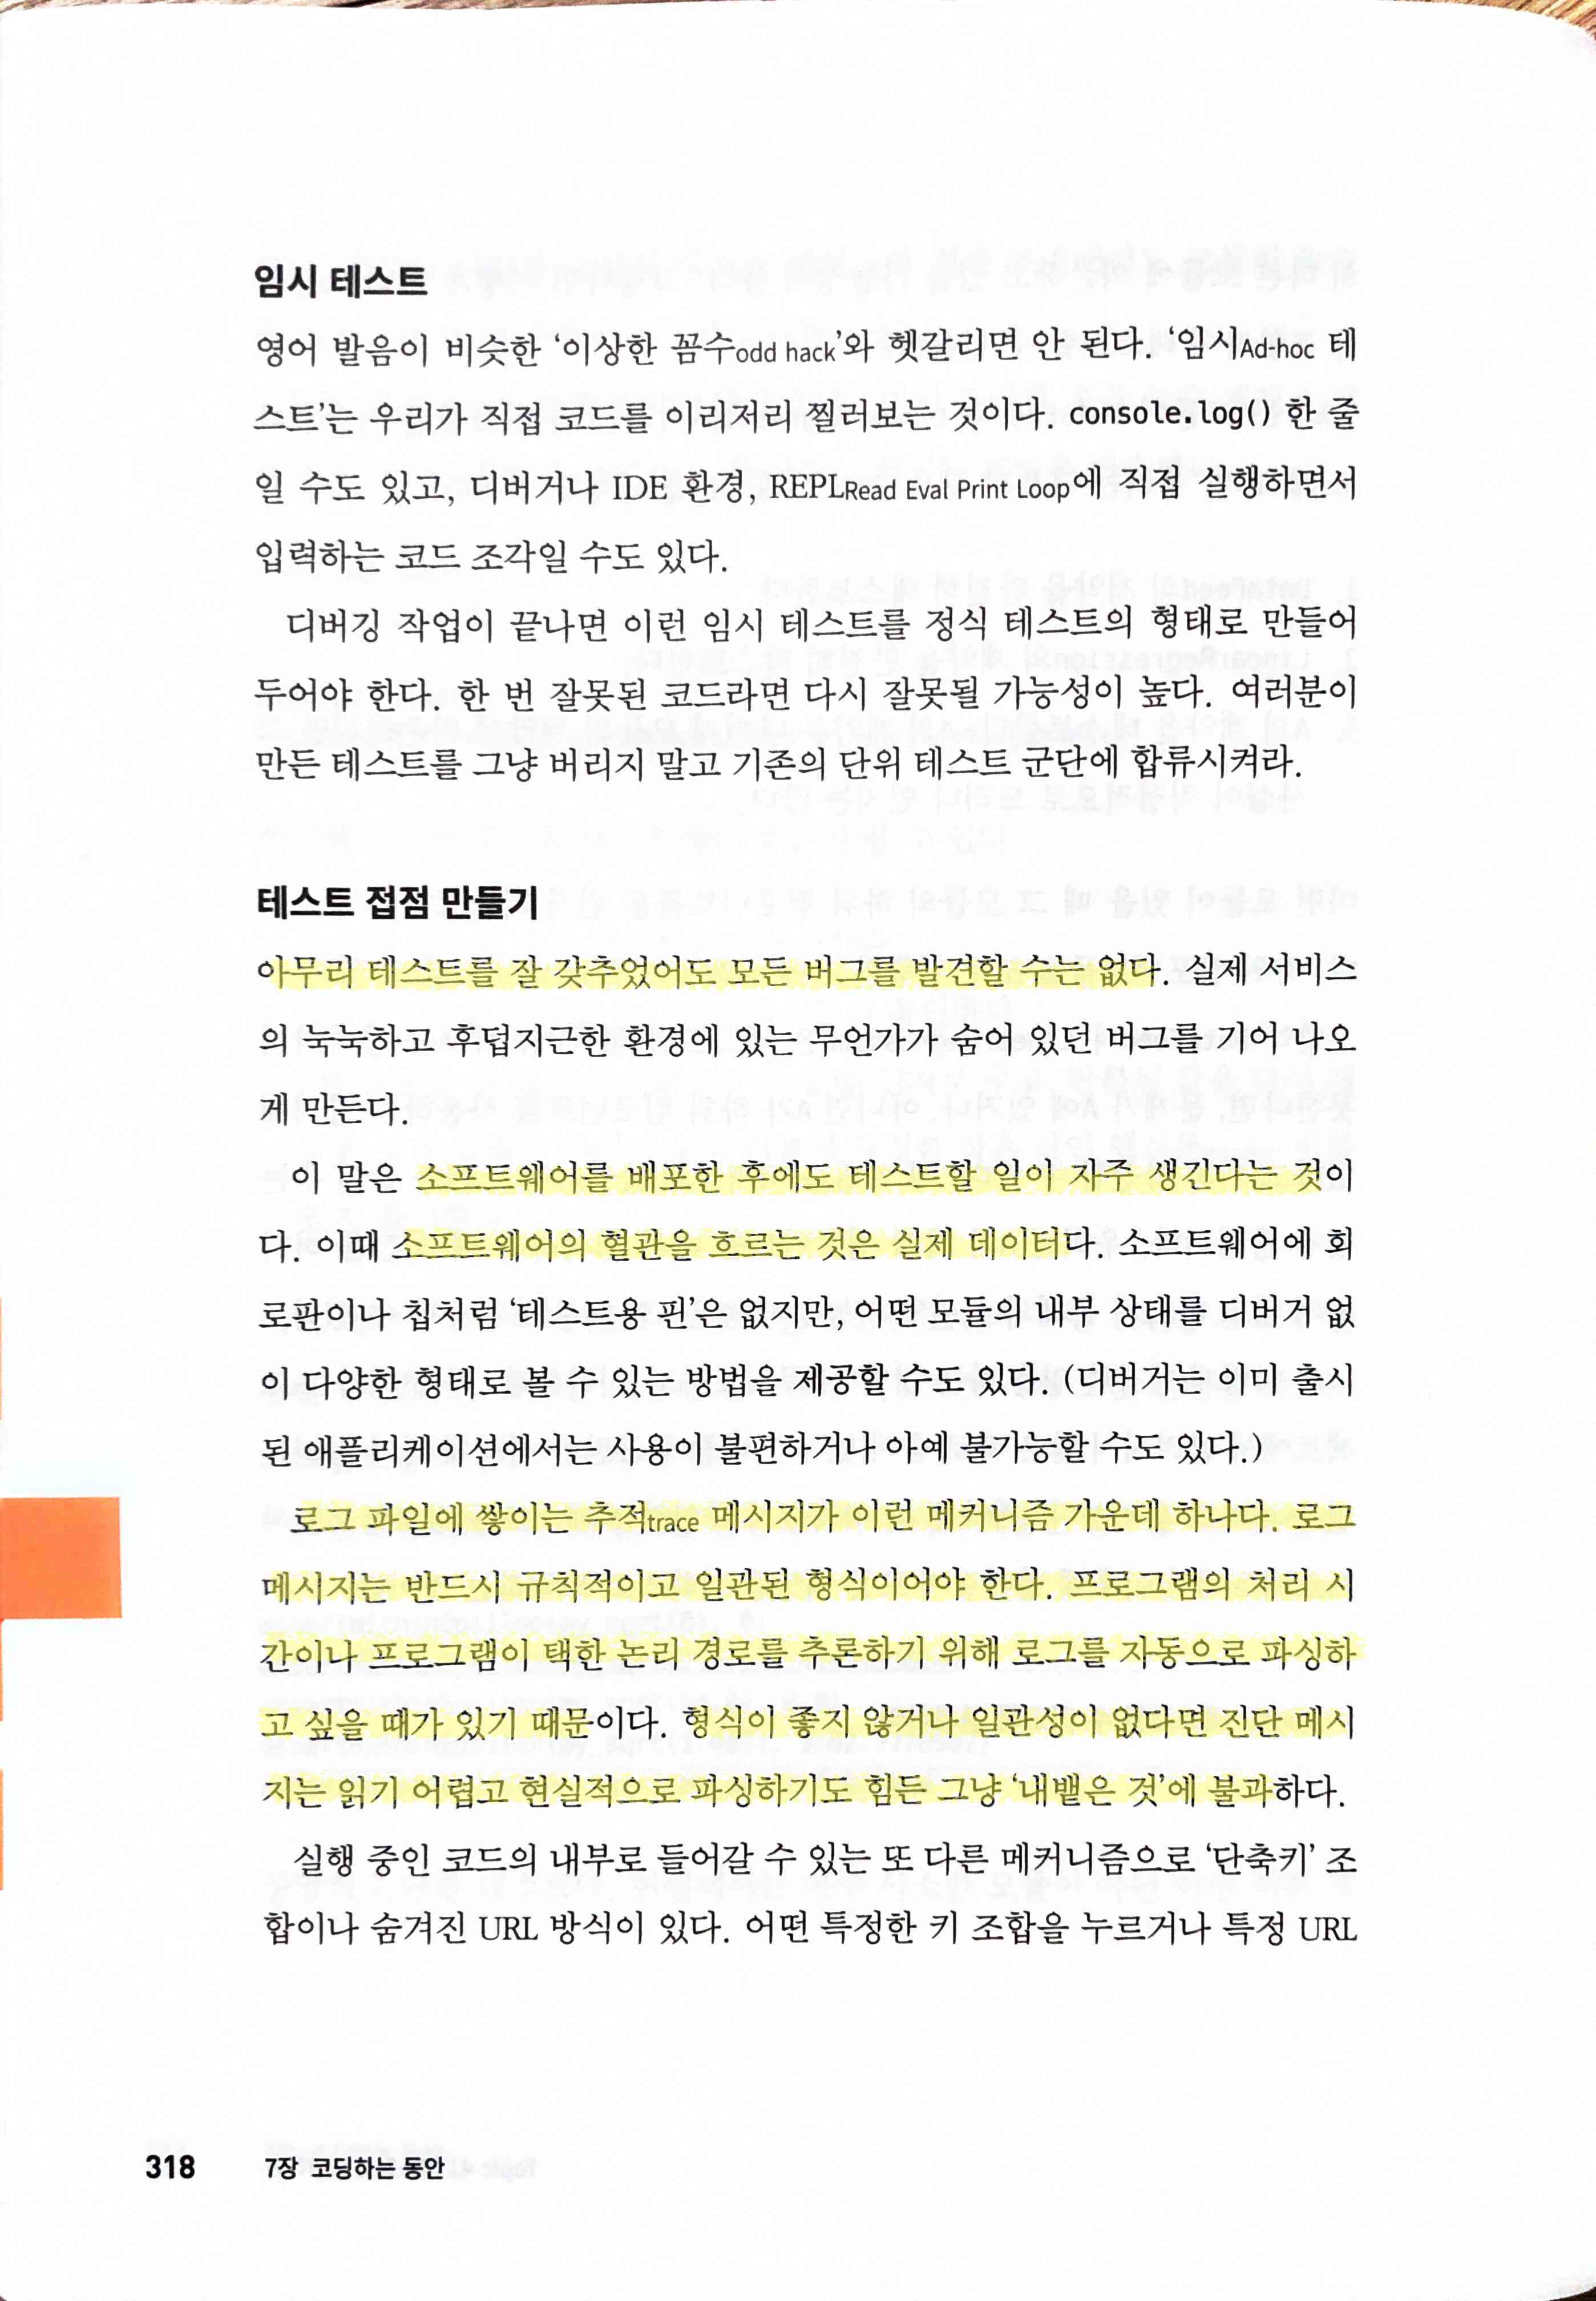 임시 테스트
영어 발음이 비슷한 ‘이상한 꼼수odd hack’와 헷갈리면 안 된다. ‘임시Ad-hoc 테
스트’는 우리가 직접 코드를 이리저리 찔러보는 것이다. console.log() 한 줄
일 수도 있고, 디버거나 IDE 환경, REPLRead Eval Print Loop에 직접 실행하면서
입력하는 코드 조각일 수도 있다.
디버깅 작업이 끝나면 이런 임시 테스트를 정식 테스트의 형태로 만들어
두어야 한다. 한 번 잘못된 코드라면 다시 잘못될 가능성이 높다. 여러분이
만든 테스트를 그냥 버리지 말고 기존의 단위 테스트 군단에 합류시켜라.
테스트 접점 만들기
아무리 테스트를 잘 갖추었어도 모든 버그를 발견할 수는 없다. 실제 서비스
의 눅눅하고 후덥지근한 환경에 있는 무언가가 숨어 있던 버그를 기어 나오
게 만든다.
이 말은 소프트웨어를 배포한 후에도 테스트할 일이 자주 생긴다는 것이
다. 이때 소프트웨어의 혈관을 흐르는 것은 실제 데이터다. 소프트웨어에 회
로판이나 칩처럼 ‘테스트용 핀’은 없지만, 어떤 모듈의 내부 상태를 디버거 없
이 다양한 형태로 볼 수 있는 방법을 제공할 수도 있다. (디버거는 이미 출시
된 애플리케이션에서는 사용이 불편하거나 아예 불가능할 수도 있다.)
로그 파일에 쌓이는 추적trace 메시지가 이런 메커니즘 가운데 하나다. 로그
메시지는 반드시 규칙적이고 일관된 형식이어야 한다. 프로그램의 처리 시
간이나 프로그램이 택한 논리 경로를 추론하기 위해 로그를 자동으로 파싱하
고 싶을 때가 있기 때문이다. 형식이 좋지 않거나 일관성이 없다면 진단 메시
지는 읽기 어렵고 현실적으로 파싱하기도 힘든 그냥 ‘내뱉은 것’에 불과하다.
실행 중인 코드의 내부로 들어갈 수 있는 또 다른 메커니즘으로 ‘단축키’ 조
합이나 숨겨진 URL 방식이 있다. 어떤 특정한 키 조합을 누르거나 특정 URL
318 7장 코딩하는 동안